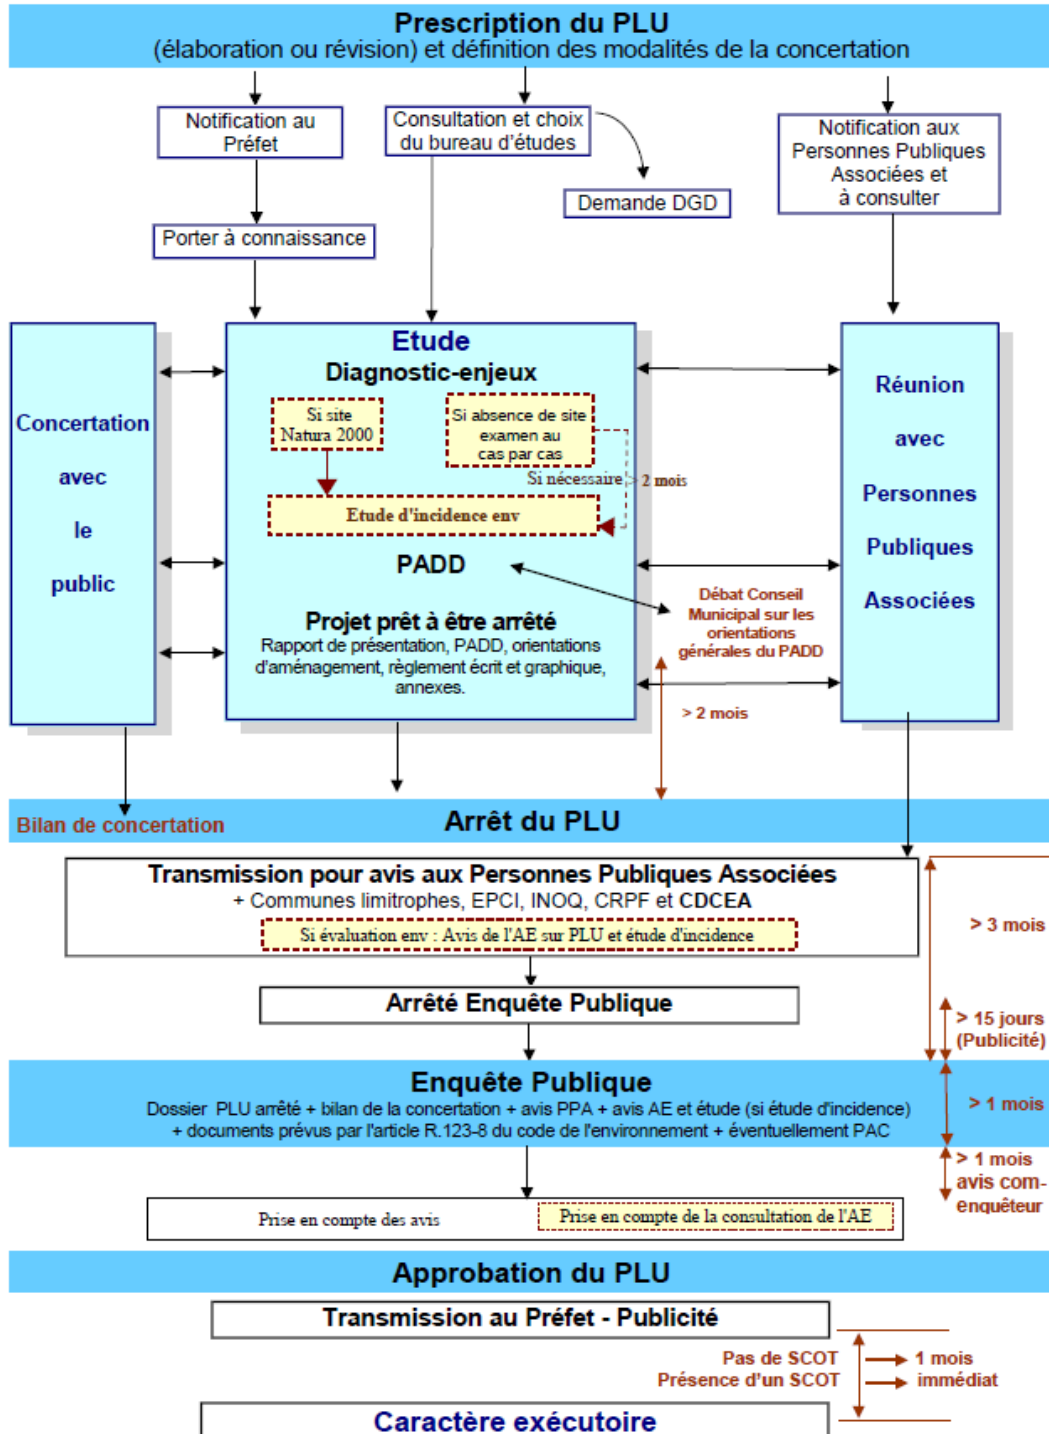 Prescription du PLU
(élaboration ou révision) et définition des modalités de la concertation
Notification au
Préfet
Consultation et choix
du bureau d'études
Notification aux
Personnes Publiques
Associées et
à consulter
Demande DGD
Porter à connaissance
Concertation
avec
le
public
Etude
Diagnostic-enjeux
Si site
Natura 2000
Si absence de site
examen au
cas par cas
Si nécessaire
> 2 mois
Etude d'incidence env
PADD
Projet prêt à être arrêté
Rapport de présentation, PADD, orientations
d'aménagement, règlement écrit et graphique,
annexes.
Débat Conseil
Municipal sur les
orientations
générales du PADD
> 2 mois
Réunion
avec
Personnes
Publiques
Associées
Bilan de concertation
Arrêt du PLU
Transmission pour avis aux Personnes Publiques Associées
+ Communes limitrophes, EPCI, INOQ, CRPF et CDCEA
Si évaluation env : Avis de l'AE sur PLU et étude d'incidence
> 3 mois
Arrêté Enquête Publique
> 15 jours
(Publicité)
Enquête Publique
Dossier PLU arrêté + bilan de la concertation + avis PPA + avis AE et étude (si étude d'incidence)
+ documents prévus par l'article R.123-8 du code de l'environnement + éventuellement PAC
> 1 mois
> 1 mois
avis com-
enquêteur
Prise en compte des avis
Prise en compte de la consultation de l'AE
Approbation du PLU
Transmission au Préfet - Publicité
Pas de SCOT
1 mois
Présence d'un SCOT
immédiat
Caractère exécutoire